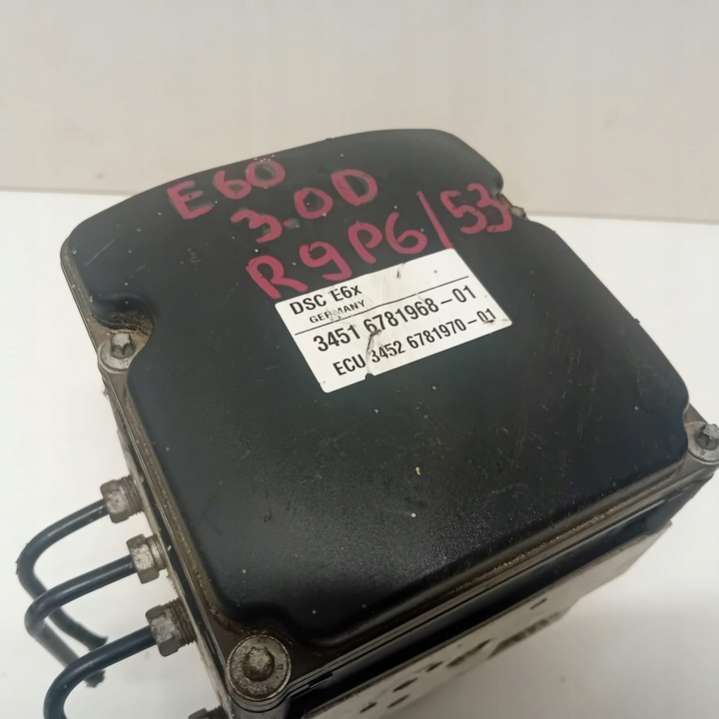 E60
3.0D
R9P6/53
DSC E6x
GERMANY
3451 6781968-01
ECU 3452 6781970-01